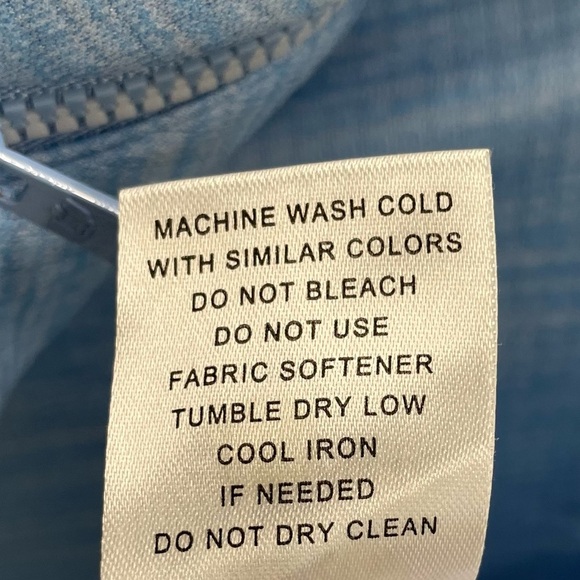 MACHINE WASH COLD
WITH SIMILAR COLORS
DO NOT BLEACH
DO NOT USE
FABRIC SOFTENER
TUMBLE DRY LOW
COOL IRON
IF NEEDED
DO NOT DRY CLEAN